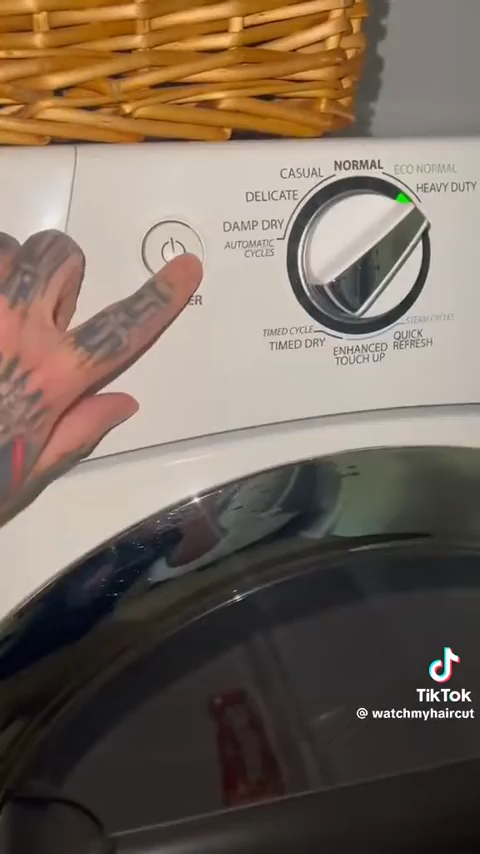 CASUAL
NORMAL
ECO NORMAL
DELICATE
HEAVY DUTY
DAMP DRY
AUTOMATIC
CYCLES
ER
TIMED CYCLE
STEAM CYCLES
TIMED DRY
ENHANCED
TOUCH UP
QUICK
REFRESH
TikTok
@ watchmyhaircut